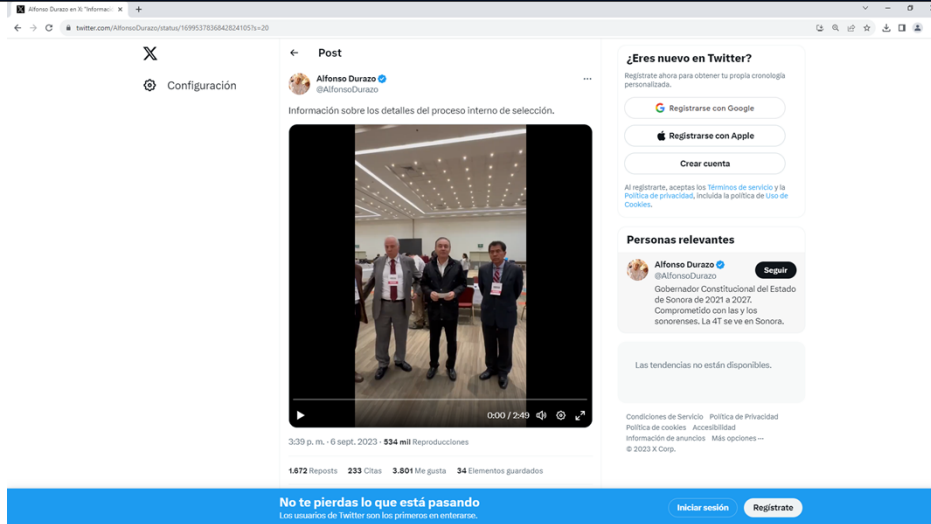 Alfonso Durazo en X: "Informaci
twitter.com/AlfonsoDurazo/status/1699537836842824105?s=20
Configuración
Post
Alfonso Durazo
@AlfonsoDurazo
Información sobre los detalles del proceso interno de selección.
0:00 / 2:49
3:39 p. m. · 6 sept. 2023 · 534 mil Reproducciones
1.672 Reposts 233 Citas 3.801 Me gusta 34 Elementos guardados
¿Eres nuevo en Twitter?
Regístrate ahora para obtener tu propia cronología
personalizada.
Registrarse con Google
Registrarse con Apple
Crear cuenta
Al registrarte, aceptas los Términos de servicio y la
Política de privacidad, incluida la política de Uso de
Cookies.
Personas relevantes
Alfonso Durazo
@AlfonsoDurazo
Seguir
Gobernador Constitucional del Estado
de Sonora de 2021 a 2027.
Comprometido con las y los
sonorenses. La 4T se ve en Sonora.
Las tendencias no están disponibles.
Condiciones de Servicio Política de Privacidad
Política de cookies Accesibilidad
Información de anuncios Más opciones ···
© 2023 X Corp.
No te pierdas lo que está pasando
Los usuarios de Twitter son los primeros en enterarse.
Iniciar sesión
Regístrate